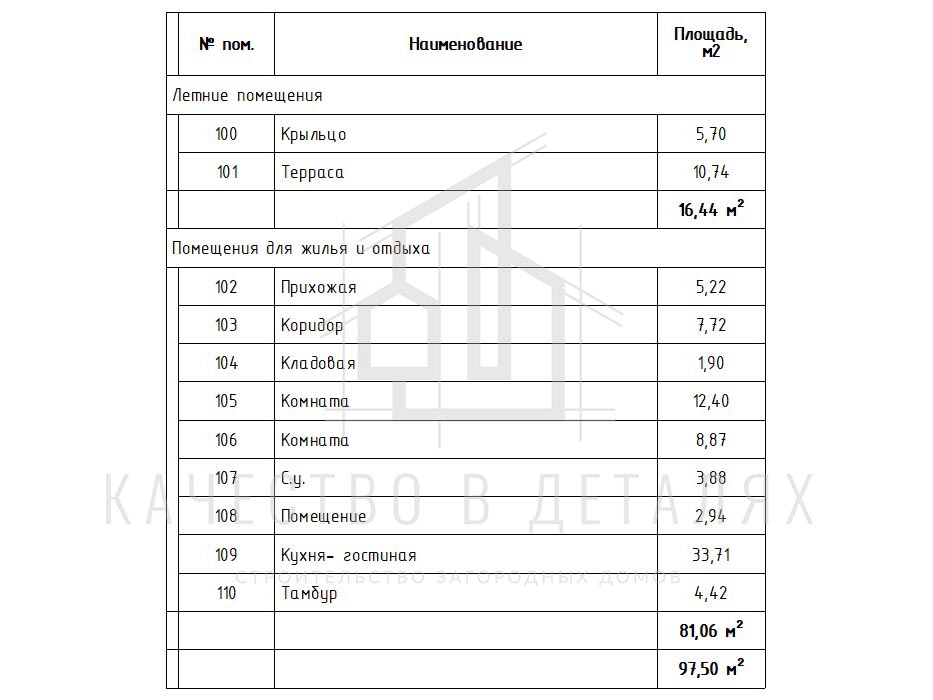 № пом. Наименование Площадь, м2
Летние помещения
100 Крыльцо 5,70
101 Терраса 10,74
16,44 м²
Помещения для жилья и отдыха
102 Прихожая 5,22
103 Коридор 7,72
104 Кладовая 1,90
105 Комната 12,40
106 Комната 8,87
107 С.у. 3,88
КАЧЕСТВО В ДЕТАЛЯХ
108 Помещение 2,94
109 Кухня- гостиная 33,71
СТРОИТЕЛЬСТВО ЗАГОРОДНЫХ ДОМОВ
110 Тамбур 4,42
81,06 м²
97,50 м²